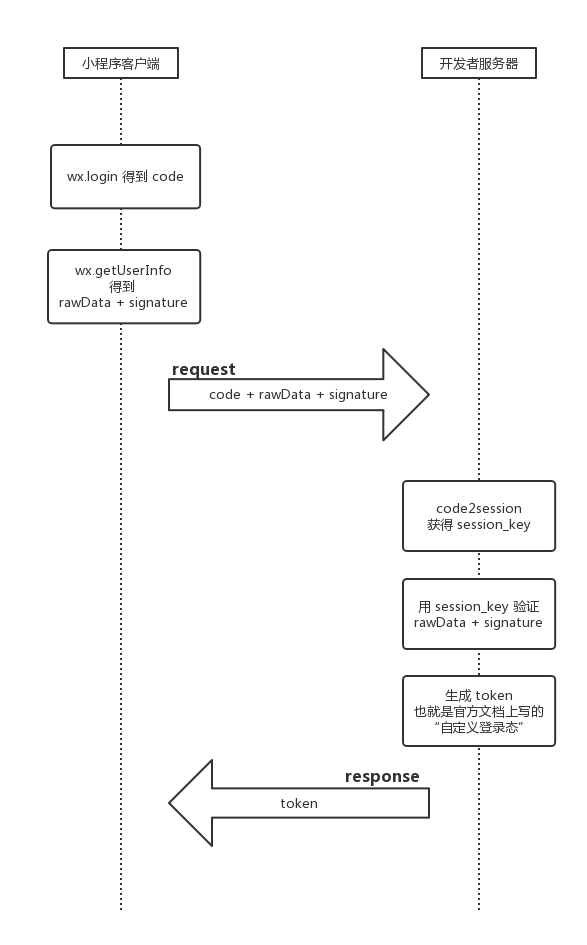 小程序客户端
开发者服务器
wx.login 得到 code
wx.getUserInfo
得到
rawData + signature
request
code + rawData + signature
code2session
获得 session_key
用 session_key 验证
rawData + signature
生成 token
也就是官方文档上写的
“自定义登录态”
response
token